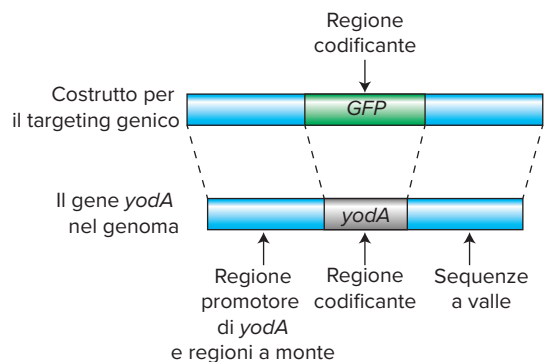 Regione
codificante
Costrutto per
il targeting genico
GFP
Il gene yodA
nel genoma
yodA
Regione
promotore
di yodA
e regioni a monte
Regione
codificante
Sequenze
a valle